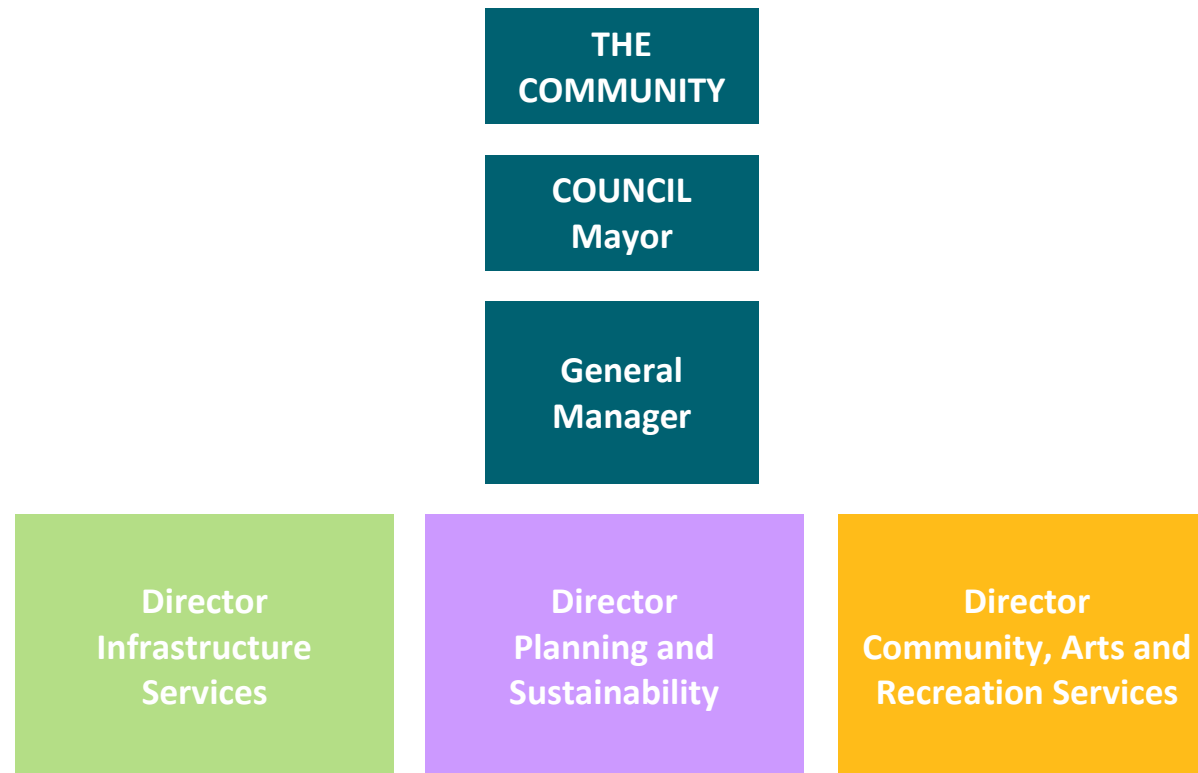 THE
COMMUNITY
COUNCIL
Mayor
General
Manager
Director
Infrastructure
Services
Director
Planning and
Sustainability
Director
Community, Arts and
Recreation Services